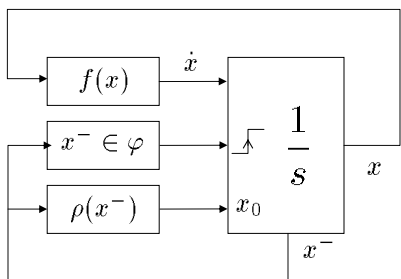 f(x)
ẋ
x⁻ ∈ φ
ρ(x⁻)
x₀
1
s
x
x⁻